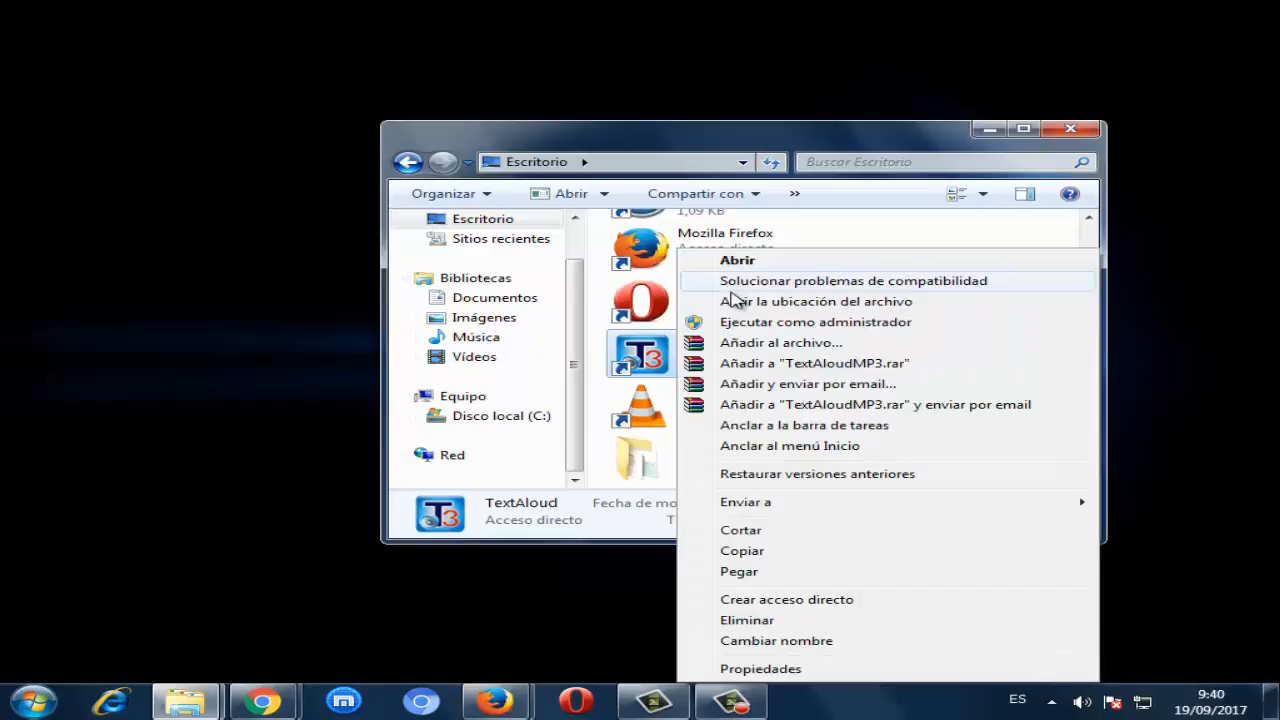 Escritorio
Buscar Escritorio
Organizar
Abrir
Compartir con
»
Escritorio
Sitios recientes
Bibliotecas
Documentos
Imágenes
Música
Vídeos
Equipo
Disco local (C:)
Red
1,09 KB
Mozilla Firefox
Acceso directo
T3
Abrir
Solucionar problemas de compatibilidad
Abrir la ubicación del archivo
Ejecutar como administrador
Añadir al archivo...
Añadir a "TextAloudMP3.rar"
Añadir y enviar por email...
Añadir a "TextAloudMP3.rar" y enviar por email
Anclar a la barra de tareas
Anclar al menú Inicio
Restaurar versiones anteriores
Enviar a
Cortar
Copiar
Pegar
Crear acceso directo
Eliminar
Cambiar nombre
Propiedades
T3
TextAloud
Fecha de mo
Acceso directo
T
ES
9:40
19/09/2017